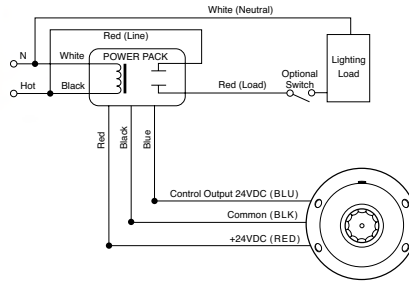 White (Neutral)
Red (Line)
N
White
POWER PACK
Hot
Black
Red (Load)
Optional
Switch
Lighting
Load
Red
Black
Blue
Control Output 24VDC (BLU)
Common (BLK)
+24VDC (RED)